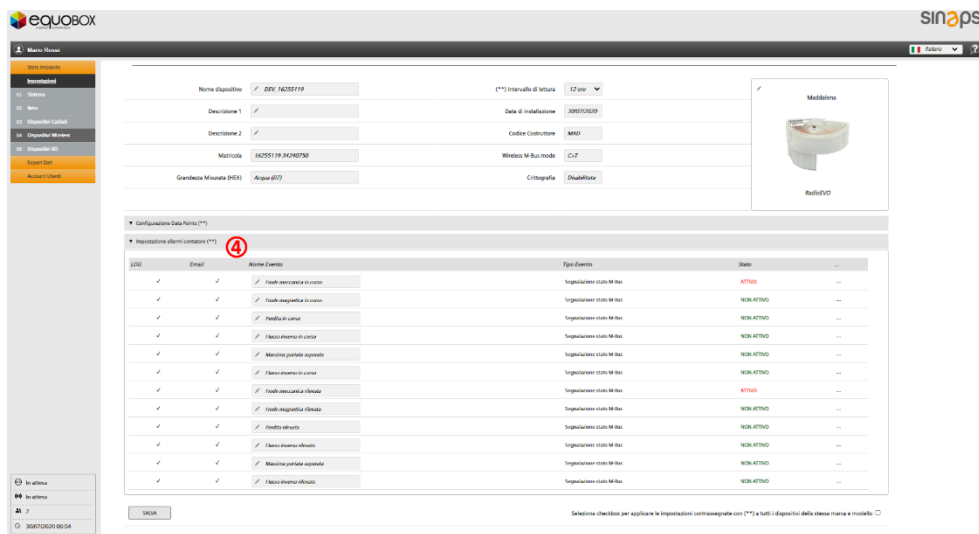 equoBOX
sinaps
Mario Rossi
Italiano
Stato Impianto
Impostazioni
01 Sistema
02 Rete
03 Dispositivi Cablati
04 Dispositivi Wireless
05 Dispositivi I/O
Export Dati
Account Utenti
Nome dispositivo DEV_16255119 (**) Intervallo di lettura 12 ore
Descrizione 1 Data di installazione 30/07/2020
Descrizione 2 Codice Costruttore MAD
Matricola 16255119-34240750 Wireless M-Bus mode C+T
Grandezza Misurata (HEX) Acqua (07) Crittografia Disabilitata
Maddalena
RadioEVO
▼ Configurazione Data Points (**)
▼ Impostazione allarmi contatore (**)
④
LOG Email Nome Evento Tipo Evento Stato ...
✓ ✓ Frode meccanica in corso Segnalazione stato M-Bus ATTIVO ...
✓ ✓ Frode magnetica in corso Segnalazione stato M-Bus NON ATTIVO ...
✓ ✓ Perdita in corso Segnalazione stato M-Bus NON ATTIVO ...
✓ ✓ Flusso inverso in corso Segnalazione stato M-Bus NON ATTIVO ...
✓ ✓ Massima portata superata Segnalazione stato M-Bus NON ATTIVO ...
✓ ✓ Flusso inverso in corso Segnalazione stato M-Bus NON ATTIVO ...
✓ ✓ Frode meccanica rilevata Segnalazione stato M-Bus ATTIVO ...
✓ ✓ Frode magnetica rilevata Segnalazione stato M-Bus NON ATTIVO ...
✓ ✓ Perdita rilevata Segnalazione stato M-Bus NON ATTIVO ...
✓ ✓ Flusso inverso rilevato Segnalazione stato M-Bus NON ATTIVO ...
✓ ✓ Massima portata superata Segnalazione stato M-Bus NON ATTIVO ...
✓ ✓ Flusso inverso rilevato Segnalazione stato M-Bus NON ATTIVO ...
SALVA
Seleziona checkbox per applicare le impostazioni contrassegnate con (**) a tutti i dispositivi della stessa marca e modello
In attesa
In attesa
2
30/07/2020 00:54